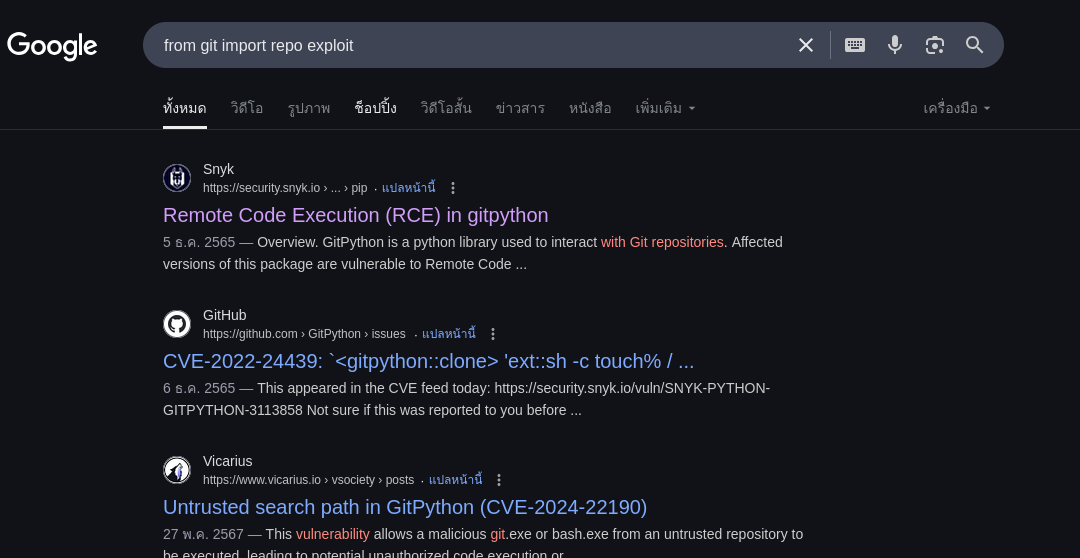 Google
from git import repo exploit
ทั้งหมด วิดีโอ รูปภาพ ช็อปปิ้ง วิดีโอสั้น ข่าวสาร หนังสือ เพิ่มเติม เครื่องมือ
Snyk
https://security.snyk.io › ... › pip · แปลหน้านี้
Remote Code Execution (RCE) in gitpython
5 ธ.ค. 2565 — Overview. GitPython is a python library used to interact with Git repositories. Affected
versions of this package are vulnerable to Remote Code ...
GitHub
https://github.com › GitPython › issues · แปลหน้านี้
CVE-2022-24439: `<gitpython::clone> 'ext::sh -c touch% / ...
6 ธ.ค. 2565 — This appeared in the CVE feed today: https://security.snyk.io/vuln/SNYK-PYTHON-
GITPYTHON-3113858 Not sure if this was reported to you before ...
Vicarius
https://www.vicarius.io › vsociety › posts · แปลหน้านี้
Untrusted search path in GitPython (CVE-2024-22190)
27 พ.ค. 2567 — This vulnerability allows a malicious git.exe or bash.exe from an untrusted repository to
be executed, leading to potential unauthorized code execution or